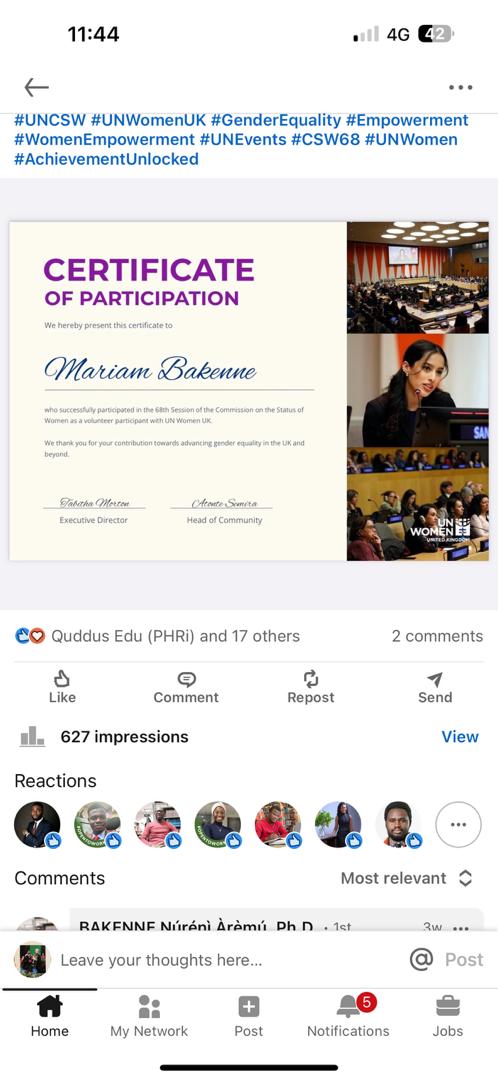 11:44
4G
42
#UNCSW #UNWomenUK #GenderEquality #Empowerment
#WomenEmpowerment #UNEvents #CSW68 #UNWomen
#AchievementUnlocked
CERTIFICATE
OF PARTICIPATION
We hereby present this certificate to
Mariam Bakenne
who successfully participated in the 68th Session of the Commission on the Status of
Women as a volunteer participant with UN Women UK.
We thank you for your contribution towards advancing gender equality in the UK and
beyond.
Tabitha Morton
Atonte Semira
Executive Director
Head of Community
SAN
UN
WOMEN
UNITED KINGDOM
Quddus Edu (PHRi) and 17 others
2 comments
Like
Comment
Repost
Send
627 impressions
View
Reactions
Comments
Most relevant
BAKENNE Núrénì Àrèmú, Ph.D. · 1st
3w
Leave your thoughts here...
@
Post
5
Home
My Network
Post
Notifications
Jobs